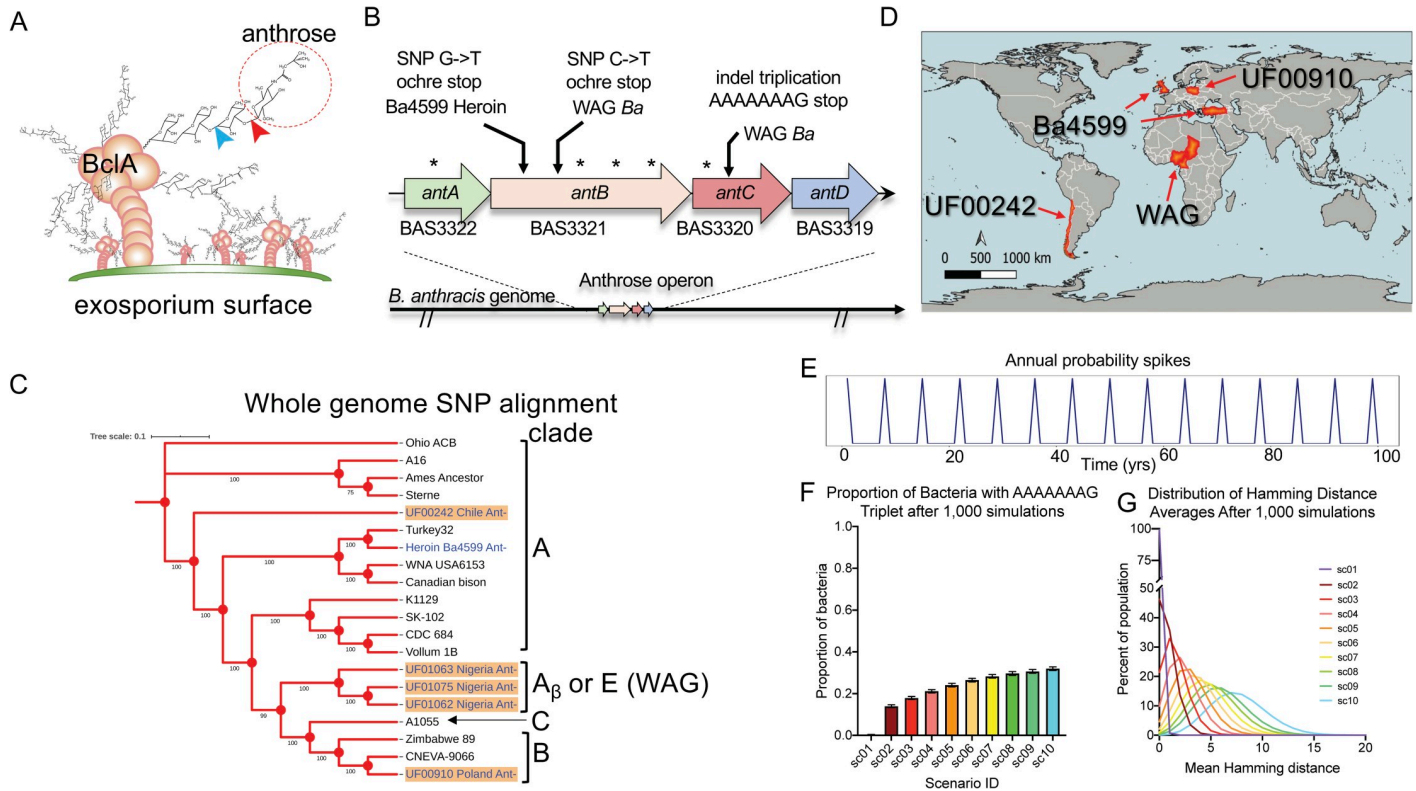 A
anthrose
BclA
exosporium surface
B
SNP G->T
ochre stop
Ba4599 Heroin
SNP C->T
ochre stop
WAG Ba
indel triplication
AAAAAAAG stop
WAG Ba
* * * * *
antA antB antC antD
BAS3322 BAS3321 BAS3320 BAS3319
Anthrose operon
B. anthracis genome
// //
D
UF00910
Ba4599
UF00242
WAG
0 500 1000 km
C
Whole genome SNP alignment
clade
Tree scale: 0.1
Ohio ACB
A16
Ames Ancestor
Sterne
UF00242 Chile Ant-
Turkey32
Heroin Ba4599 Ant-
WNA USA6153
Canadian bison
K1129
SK-102
CDC 684
Vollum 1B
UF01063 Nigeria Ant-
UF01075 Nigeria Ant-
UF01062 Nigeria Ant-
A1055
Zimbabwe 89
CNEVA-9066
UF00910 Poland Ant-
100
75
100
100
100
100
100
100
100
100
100
100
100
99
100
100
100
A
Aβ or E (WAG)
C
B
E
Annual probability spikes
0 20 40 60 80 100
Time (yrs)
F
Proportion of Bacteria with AAAAAAAG
Triplet after 1,000 simulations
Proportion of bacteria
1.0
0.8
0.6
0.4
0.2
0.0
sc01 sc02 sc03 sc04 sc05 sc06 sc07 sc08 sc09 sc10
Scenario ID
G
Distribution of Hamming Distance
Averages After 1,000 simulations
Percent of population
100
75
50
40
30
20
10
0
0 5 10 15 20
Mean Hamming distance
sc01
sc02
sc03
sc04
sc05
sc06
sc07
sc08
sc09
sc10